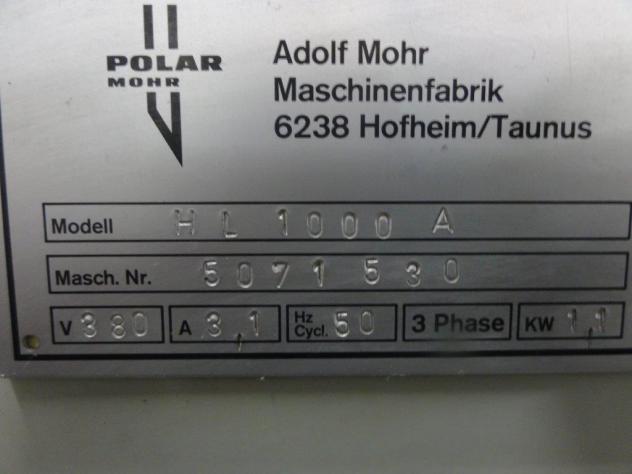 POLAR
MOHR
Adolf Mohr
Maschinenfabrik
6238 Hofheim/Taunus
Modell HL 1000 A
Masch. Nr. 5071530
V 380 A 3,1 Hz Cycl. 50 3 Phase KW 1,1